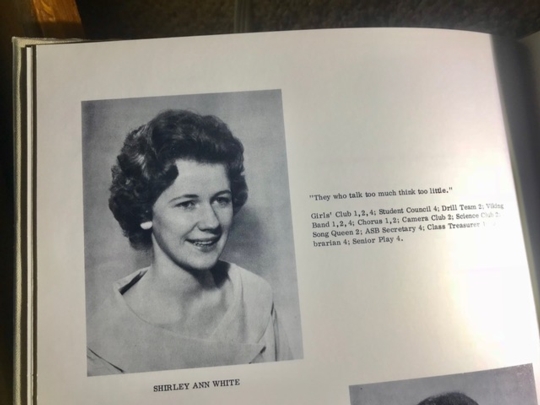 "They who talk too much think too little."
Girls' Club 1,2,4; Student Council 4; Drill Team 2; Viking
Band 1,2,4; Chorus 1,2; Camera Club 2; Science Club
Song Queen 2; ASB Secretary 4; Class Treasurer
brarian 4; Senior Play 4.
SHIRLEY ANN WHITE